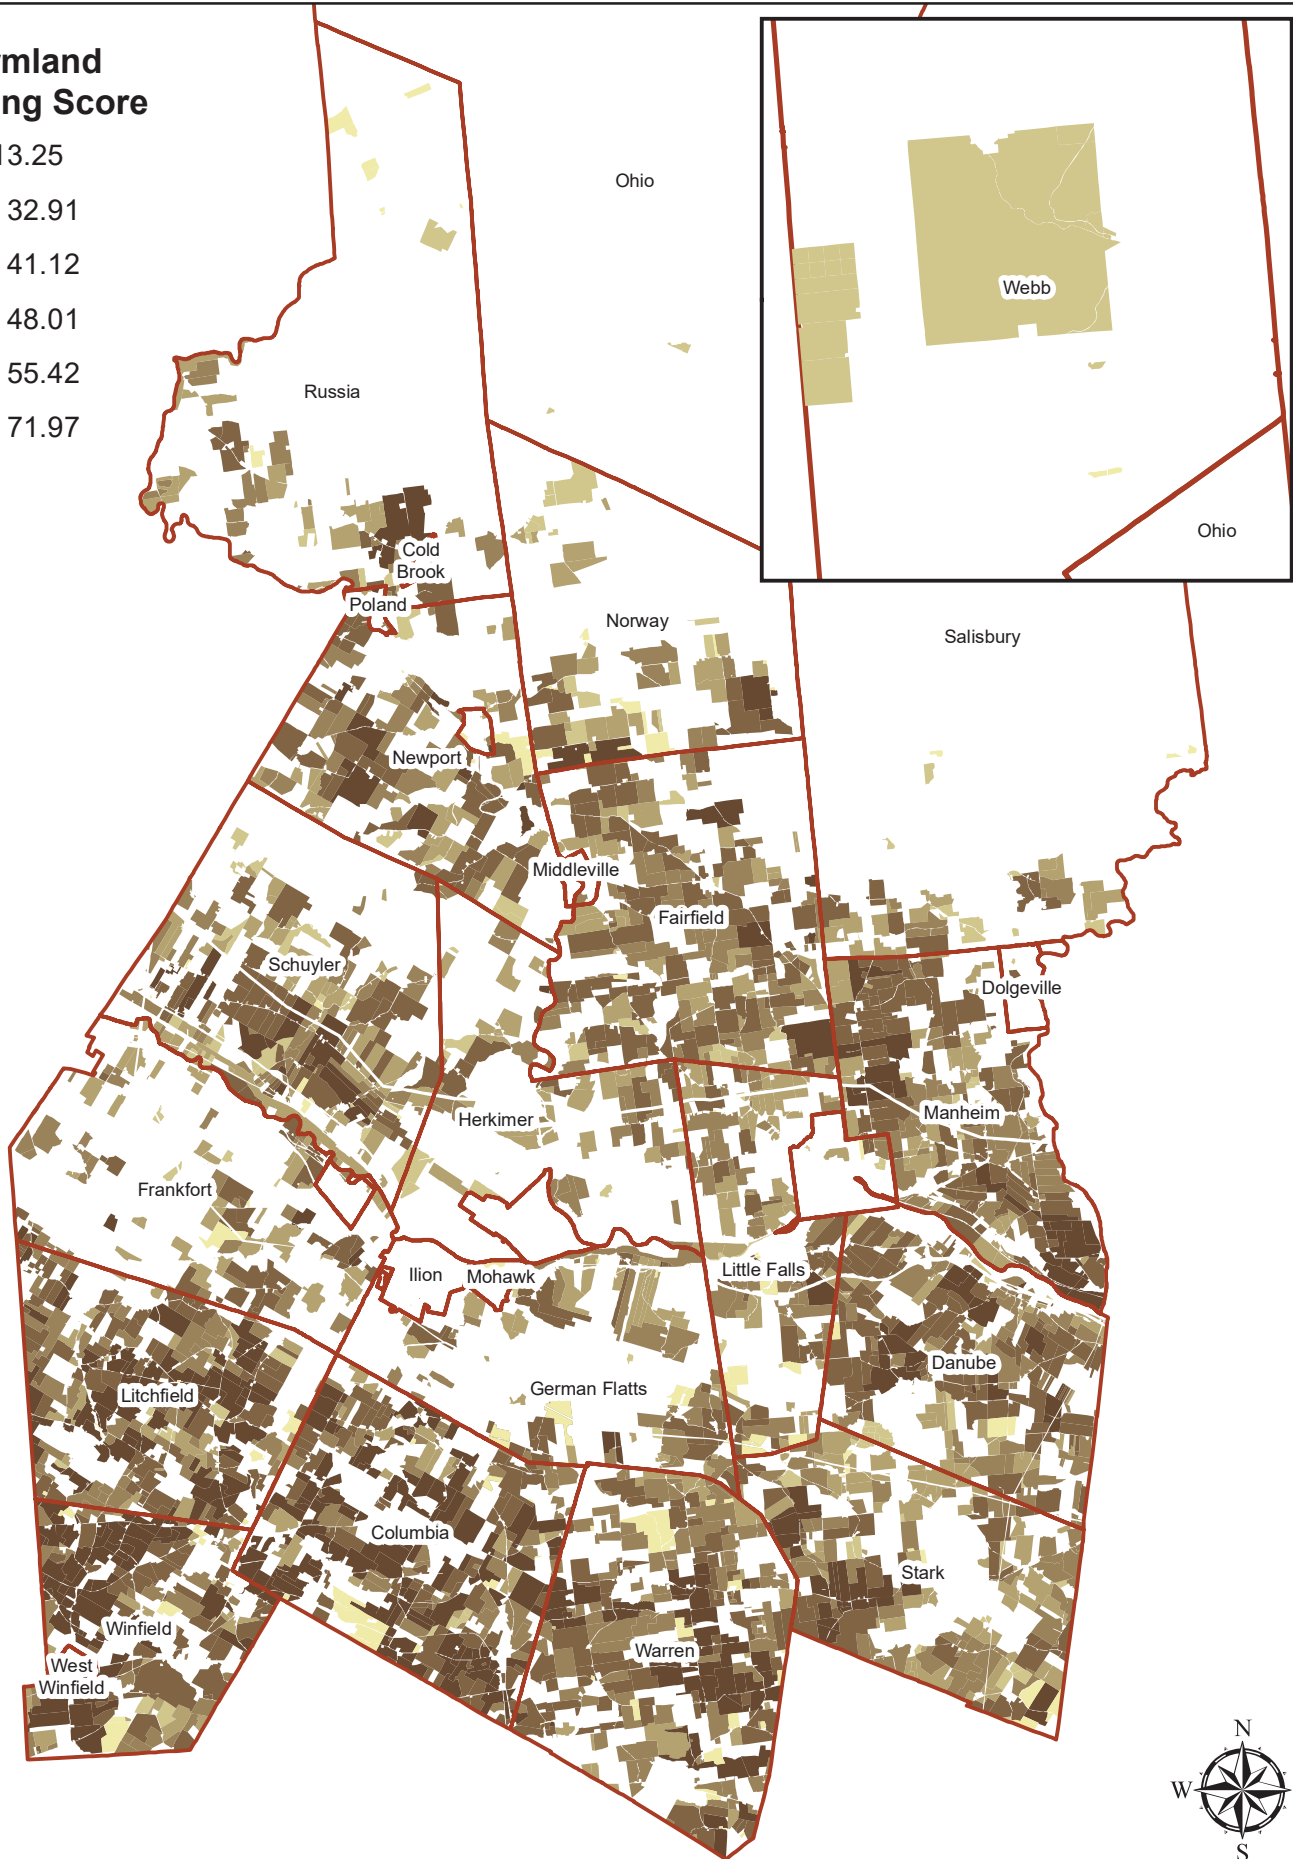 rmland
ng Score
13.25
32.91
41.12
48.01
55.42
71.97
Ohio
Webb
Ohio
Russia
Cold
Brook
Poland
Norway
Salisbury
Newport
Middleville
Fairfield
Schuyler
Dolgeville
Herkimer
Manheim
Frankfort
Ilion
Mohawk
Little Falls
Danube
Litchfield
German Flatts
Columbia
Stark
Winfield
Warren
West
Winfield
N
W
S